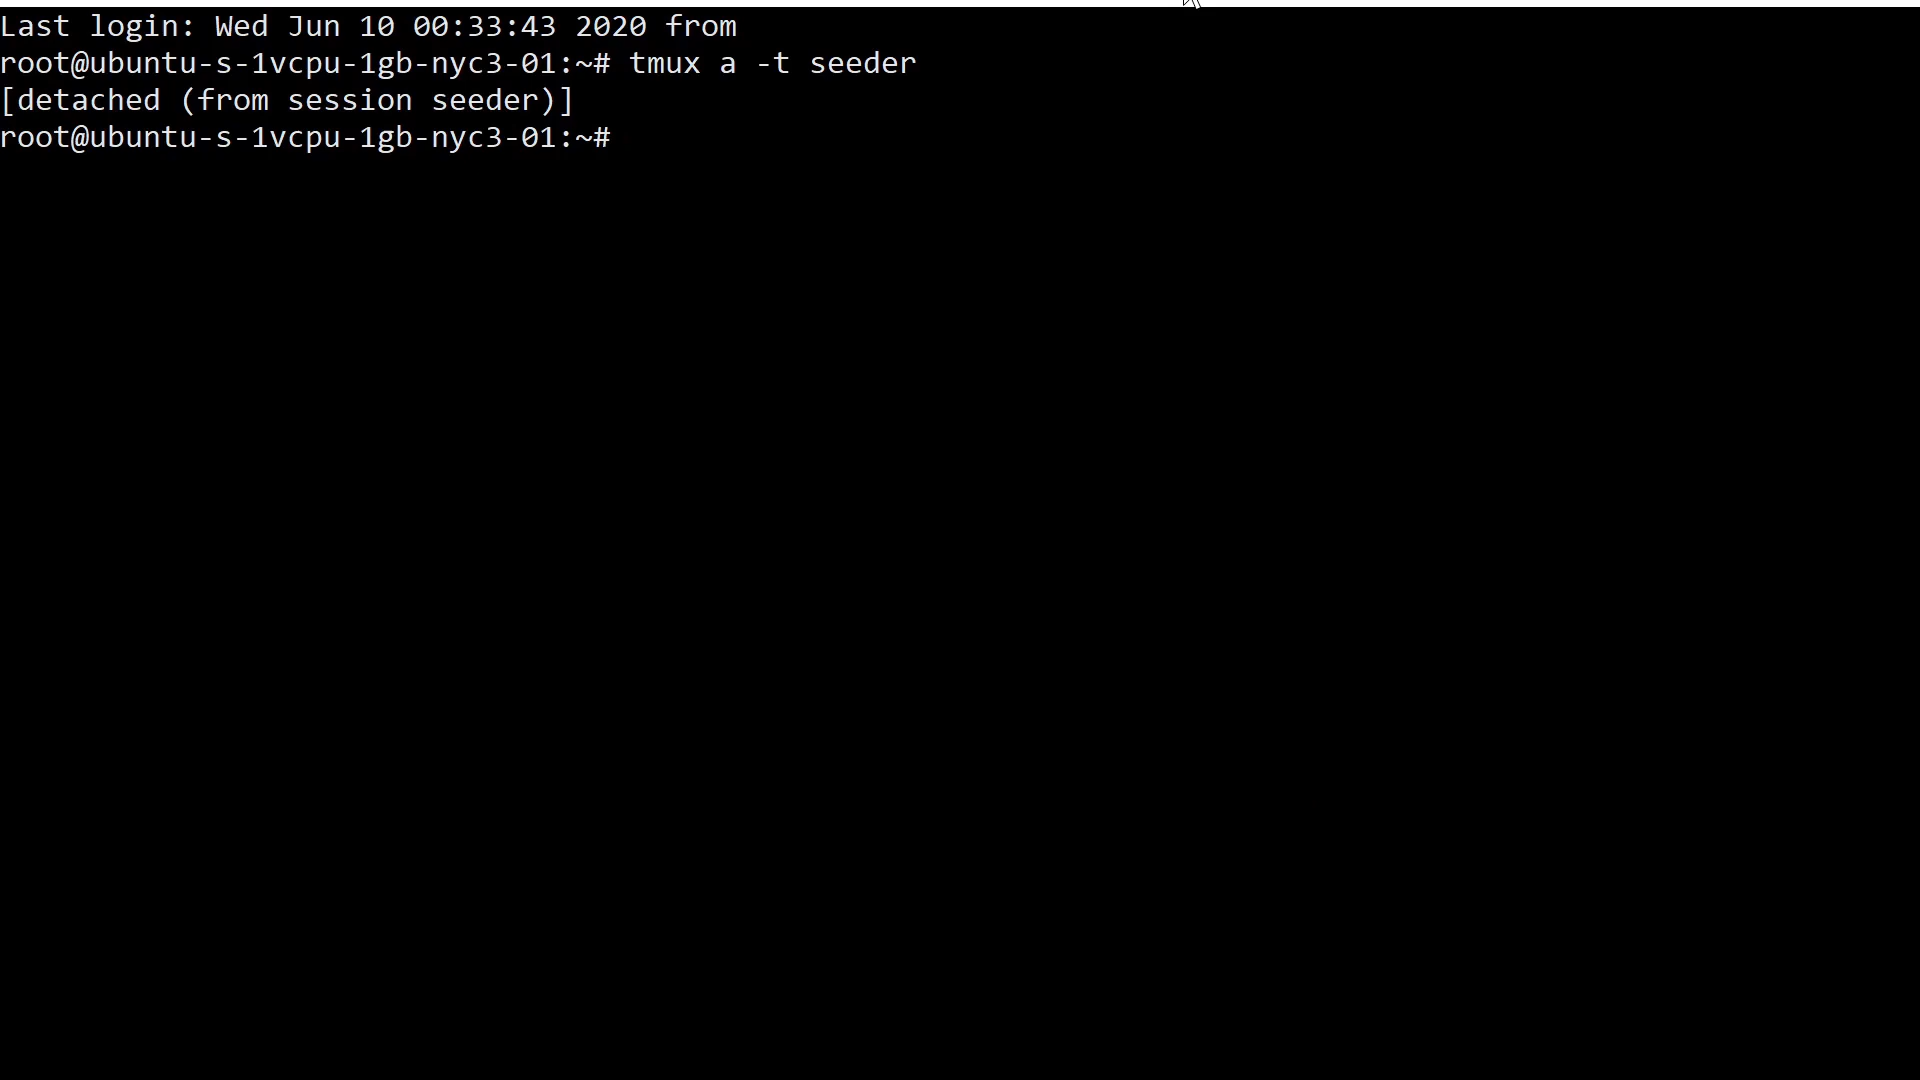 Last login: Wed Jun 10 00:33:43 2020 from
root@ubuntu-s-1vcpu-1gb-nyc3-01:~# tmux a -t seeder
[detached (from session seeder)]
root@ubuntu-s-1vcpu-1gb-nyc3-01:~#